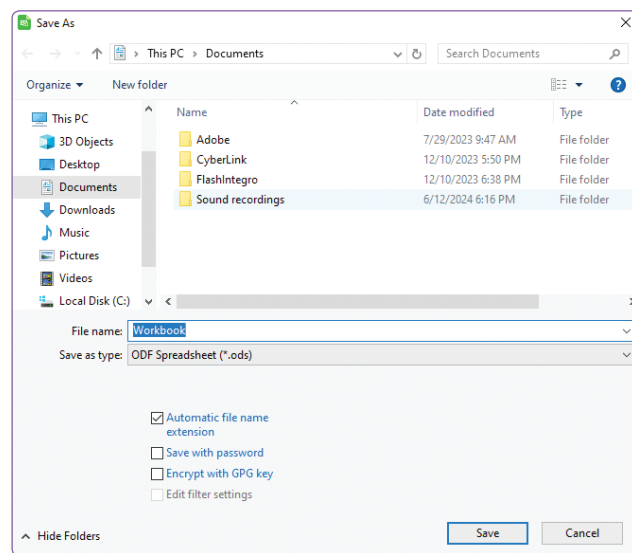 Save As
This PC > Documents
Search Documents
Organize
New folder
Name Date modified Type
This PC
3D Objects
Desktop
Documents
Downloads
Music
Pictures
Videos
Local Disk (C:)
Adobe 7/29/2023 9:47 AM File folder
CyberLink 12/10/2023 5:50 PM File folder
FlashIntegro 12/10/2023 6:38 PM File folder
Sound recordings 6/12/2024 6:16 PM File folder
File name: Workbook
Save as type: ODF Spreadsheet (*.ods)
Automatic file name
extension
Save with password
Encrypt with GPG key
Edit filter settings
Hide Folders
Save
Cancel